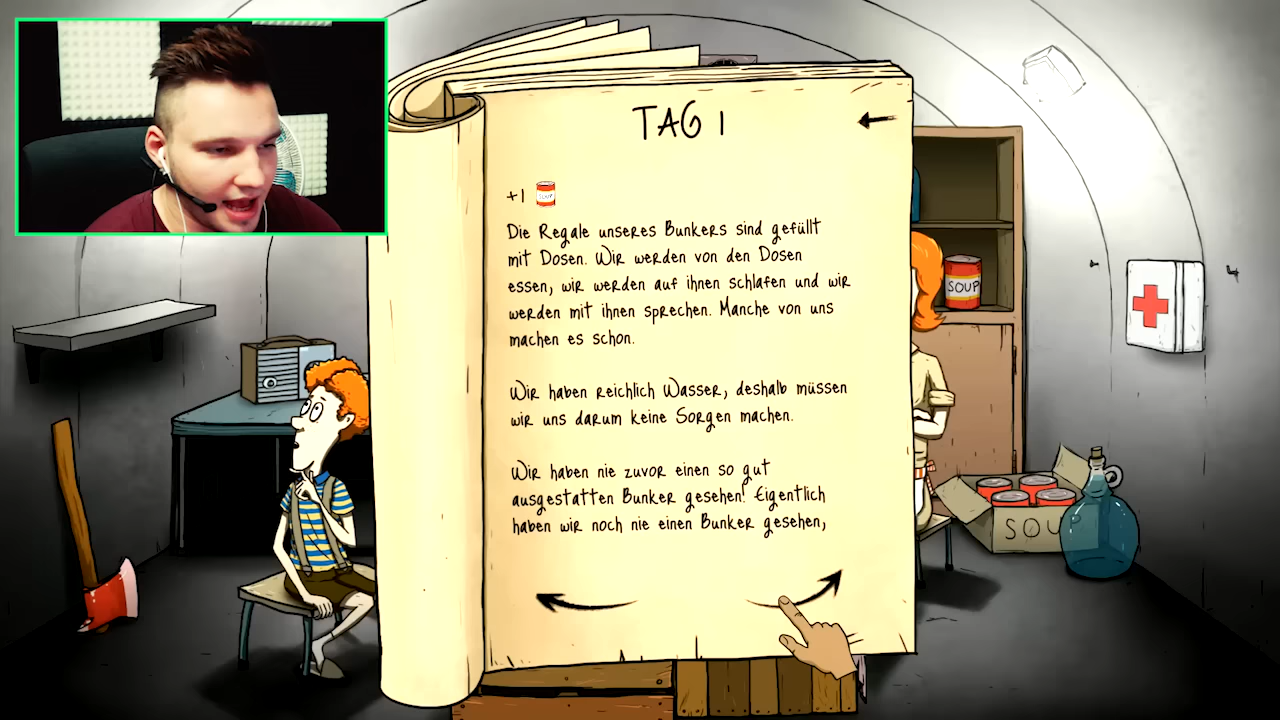 TAG 1
+1 SOUP
Die Regale unseres Bunkers sind gefüllt
mit Dosen. Wir werden von den Dosen
essen, wir werden auf ihnen schlafen und wir
werden mit ihnen sprechen. Manche von uns
machen es schon.
Wir haben reichlich Wasser, deshalb müssen
wir uns darum keine Sorgen machen.
Wir haben nie zuvor einen so gut
ausgestatten Bunker gesehen! Eigentlich
haben wir noch nie einen Bunker gesehen,
SOUP
SOU